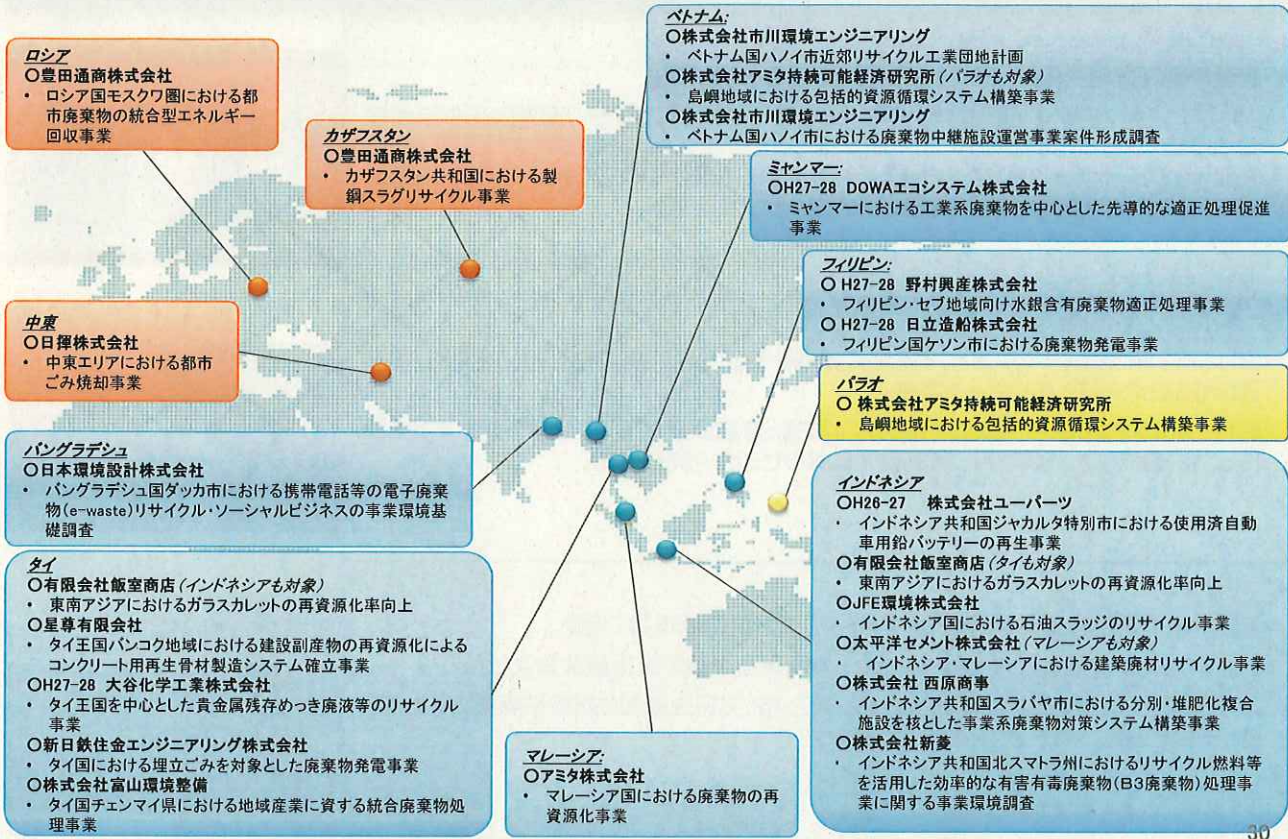 ロシア
○豊田通商株式会社
・ ロシア国モスクワ圏における都
市廃棄物の統合型エネルギー
回収事業
カザフスタン
○豊田通商株式会社
・ カザフスタン共和国における製
鋼スラグリサイクル事業
中東
○日揮株式会社
・ 中東エリアにおける都市
ごみ焼却事業
バングラデシュ
○日本環境設計株式会社
・ バングラデシュ国ダッカ市における携帯電話等の電子廃棄
物(e-waste)リサイクル・ソーシャルビジネスの事業環境基
礎調査
タイ
○有限会社飯室商店(インドネシアも対象)
・ 東南アジアにおけるガラスカレットの再資源化率向上
○星尊有限会社
・ タイ王国バンコク地域における建設副産物の再資源化による
コンクリート用再生骨材製造システム確立事業
○H27-28 大谷化学工業株式会社
・ タイ王国を中心とした貴金属残存めっき廃液等のリサイクル
事業
○新日鉄住金エンジニアリング株式会社
・ タイ国における埋立ごみを対象とした廃棄物発電事業
○株式会社富山環境整備
・ タイ国チェンマイ県における地域産業に資する統合廃棄物処
理事業
マレーシア:
○アミタ株式会社
・ マレーシア国における廃棄物の再
資源化事業
ベトナム:
○株式会社市川環境エンジニアリング
・ ベトナム国ハノイ市近郊リサイクル工業団地計画
○株式会社アミタ持続可能経済研究所(パラオも対象)
・ 島嶼地域における包括的資源循環システム構築事業
○株式会社市川環境エンジニアリング
・ ベトナム国ハノイ市における廃棄物中継施設運営事業案件形成調査
ミャンマー:
○H27-28 DOWAエコシステム株式会社
・ ミャンマーにおける工業系廃棄物を中心とした先導的な適正処理促進
事業
フィリピン:
○ H27-28 野村興産株式会社
・ フィリピン・セブ地域向け水銀含有廃棄物適正処理事業
○ H27-28 日立造船株式会社
・ フィリピン国ケソン市における廃棄物発電事業
パラオ
○ 株式会社アミタ持続可能経済研究所
・ 島嶼地域における包括的資源循環システム構築事業
インドネシア
○H26-27 株式会社ユーパーツ
・ インドネシア共和国ジャカルタ特別市における使用済自動
車用鉛バッテリーの再生事業
○有限会社飯室商店(タイも対象)
・ 東南アジアにおけるガラスカレットの再資源化率向上
○JFE環境株式会社
・ インドネシア国における石油スラッジのリサイクル事業
○太平洋セメント株式会社(マレーシアも対象)
・ インドネシア・マレーシアにおける建築廃材リサイクル事業
○株式会社 西原商事
・ インドネシア共和国スラバヤ市における分別・堆肥化複合
施設を核とした事業系廃棄物対策システム構築事業
○株式会社新菱
・ インドネシア共和国北スマトラ州におけるリサイクル燃料等
を活用した効率的な有害有毒廃棄物(B3廃棄物)処理事
業に関する事業環境調査
30